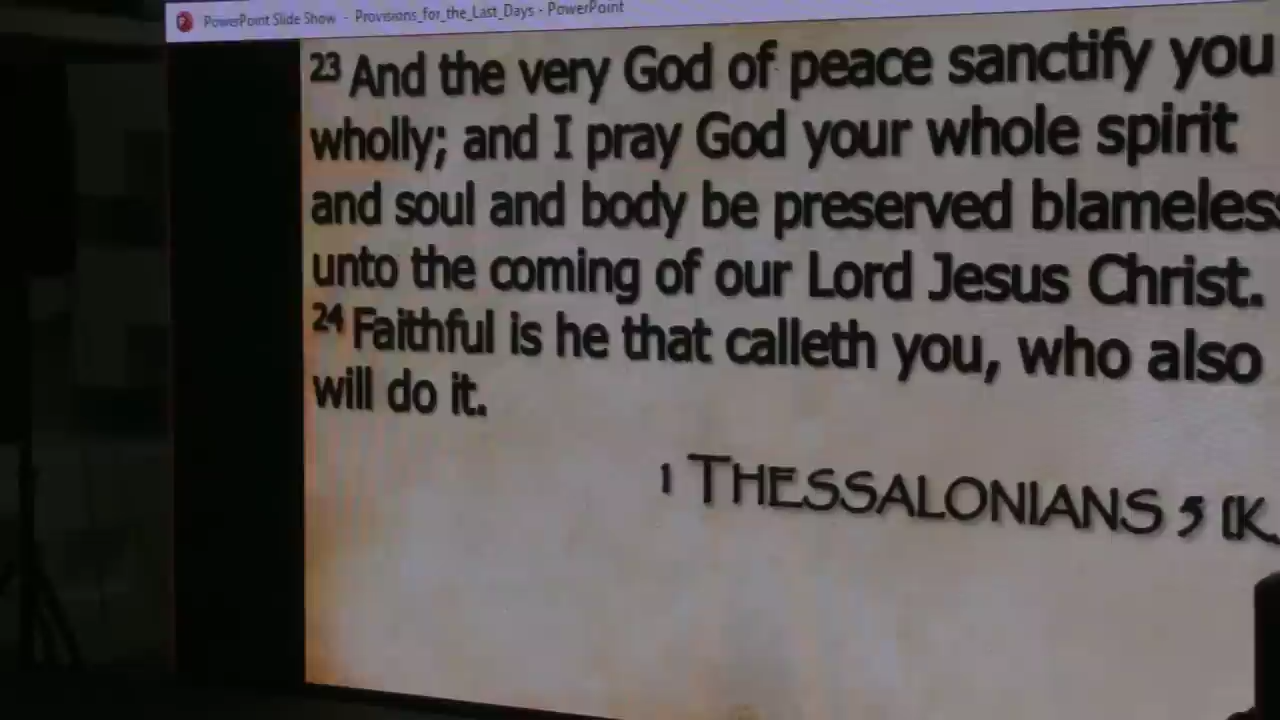 PowerPoint Slide Show - Provisions_for_the_Last_Days - PowerPoint
23 And the very God of peace sanctify you
wholly; and I pray God your whole spirit
and soul and body be preserved blameless
unto the coming of our Lord Jesus Christ.
24 Faithful is he that calleth you, who also
will do it.
1 THESSALONIANS 5 (K